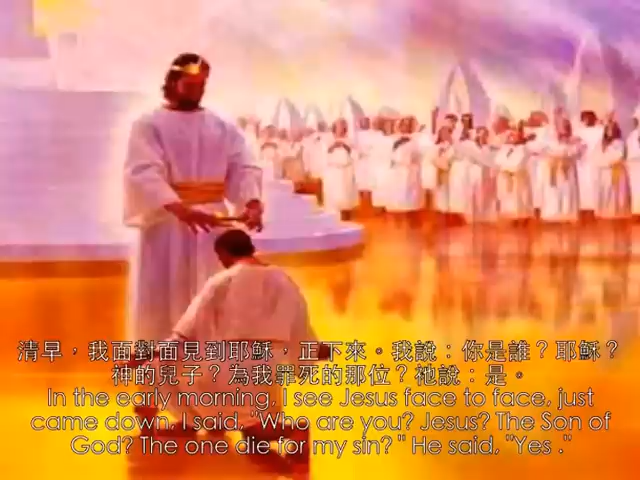 清早，我面對面見到耶穌，正下來。我說：你是誰？耶穌？
神的兒子？為我罪死的那位？祂說：是。
In the early morning, I see Jesus face to face, just
came down. I said, "Who are you? Jesus? The Son of
God? The one die for my sin? " He said, "Yes ."